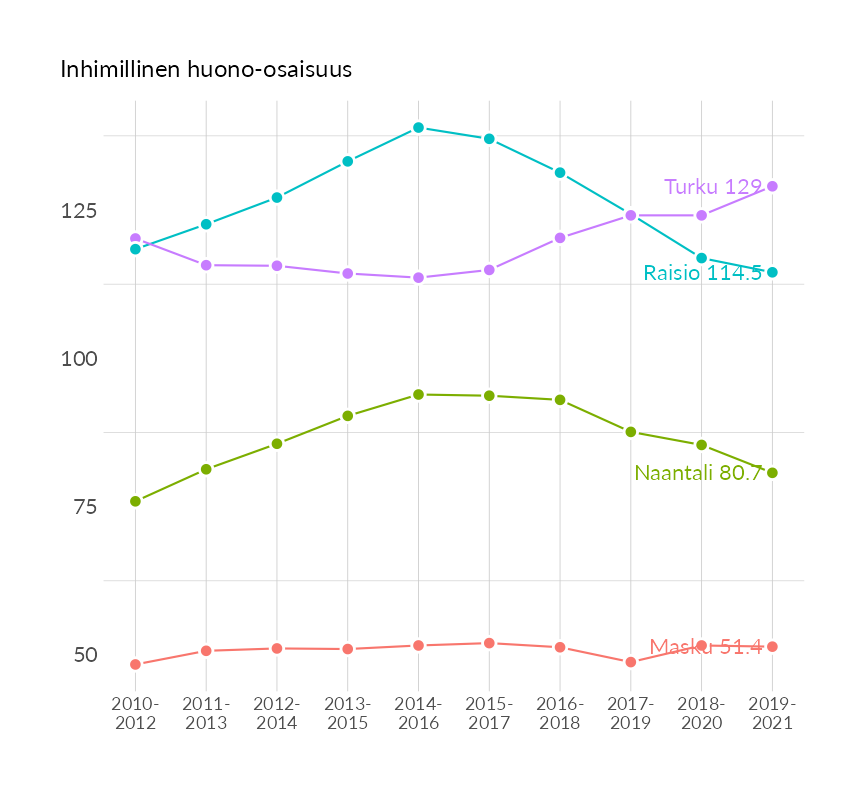 Inhimillinen huono-osaisuus
Turku 129
125
Raisio 114.5
100
Naantali 80.7
75
Masku 51.4
50
2010- 2011- 2012- 2013- 2014- 2015- 2016- 2017- 2018- 2019-
2012 2013 2014 2015 2016 2017 2018 2019 2020 2021